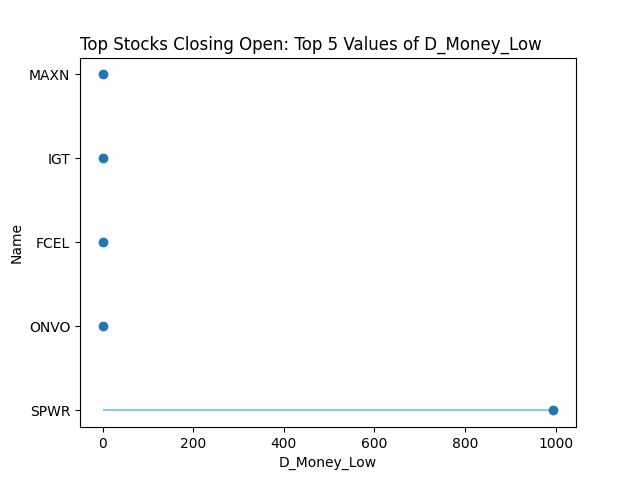 Top Stocks Closing Open: Top 5 Values of D_Money_Low
MAXN
IGT
FCEL
ONVO
SPWR
Name
0 200 400 600 800 1000
D_Money_Low